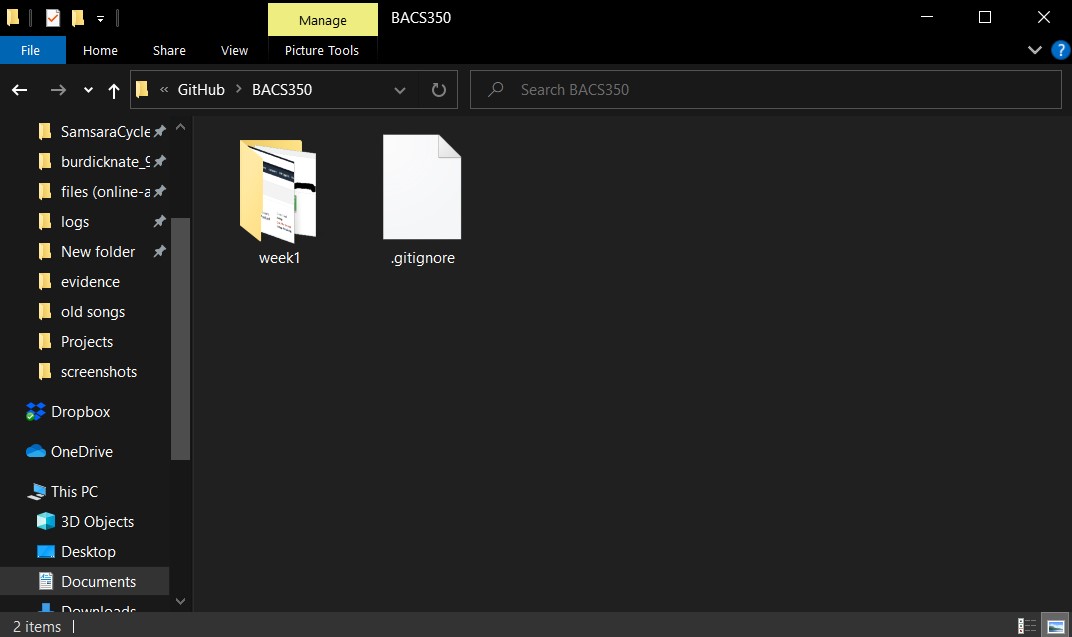 Manage
BACS350
File
Home
Share
View
Picture Tools
?
« GitHub > BACS350
Search BACS350
SamsaraCycle
burdicknate_9
files (online-a
logs
New folder
evidence
old songs
Projects
screenshots
Dropbox
OneDrive
This PC
3D Objects
Desktop
Documents
Downloads
week1
.gitignore
2 items